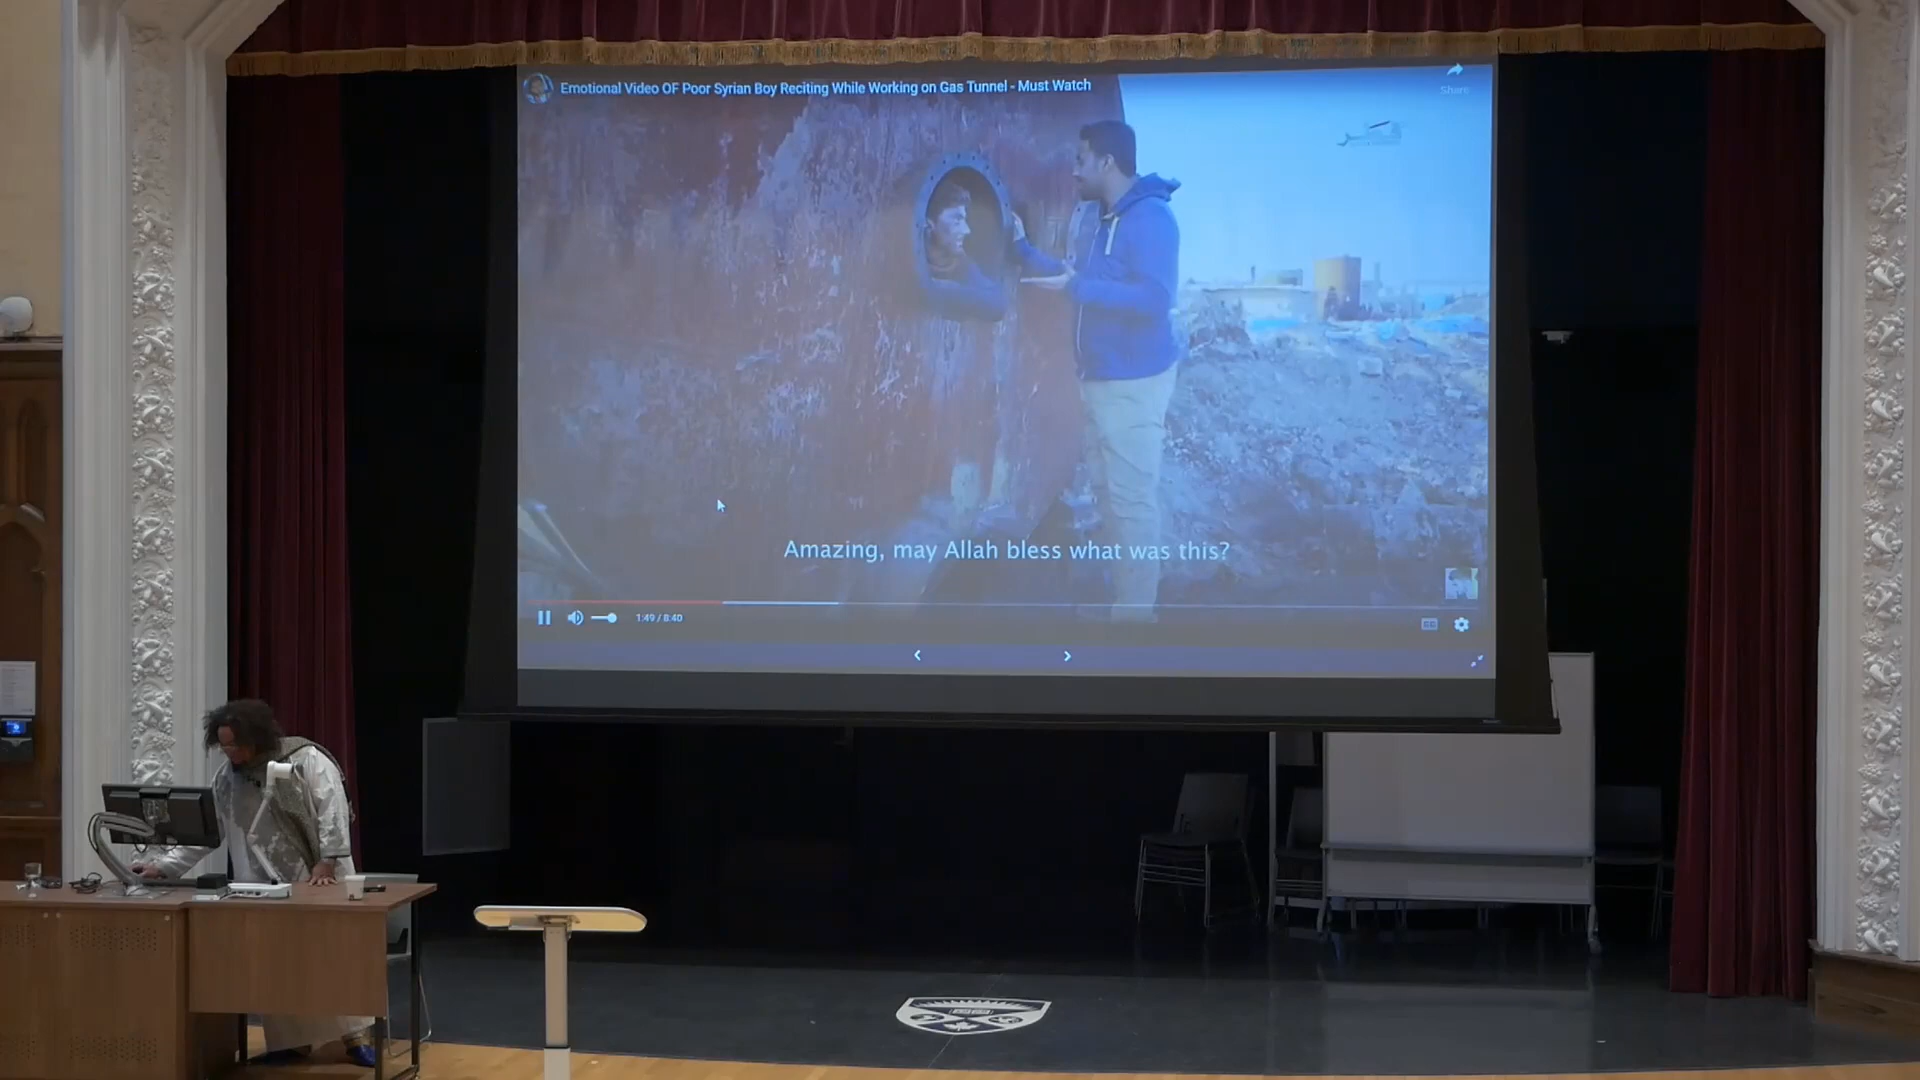 Emotional Video OF Poor Syrian Boy Reciting While Working on Gas Tunnel - Must Watch
Share
Amazing, may Allah bless what was this?
1:49 / 8:40